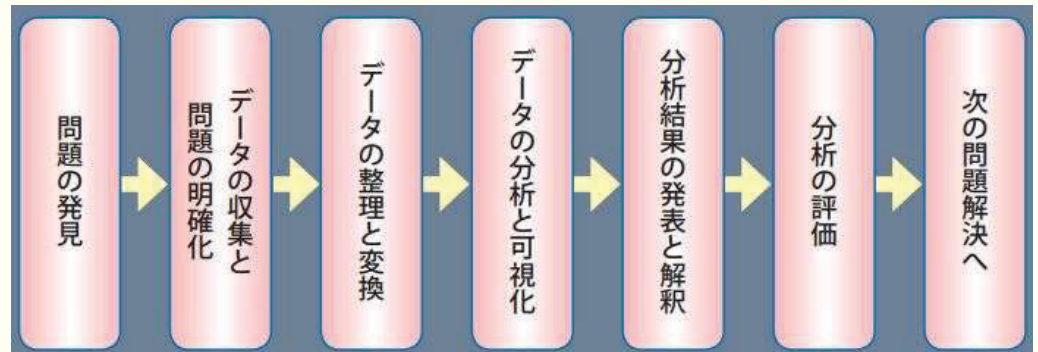 問題の発見
データの収集と
問題の明確化
データの整理と変換
データの分析と可視化
分析結果の発表と解釈
分析の評価
次の問題解決へ